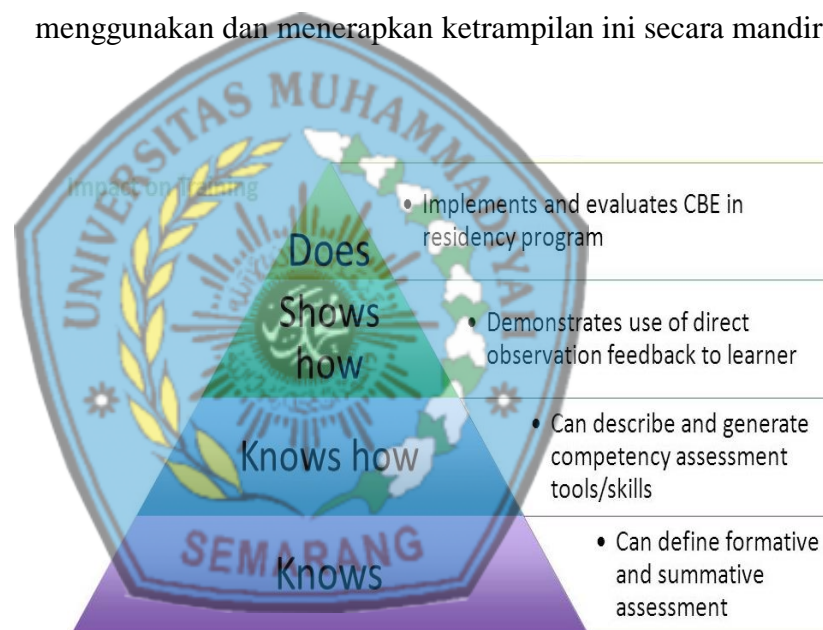 menggunakan dan menerapkan ketrampilan ini secara mandir
UNIVERSITAS MUHAMMADIYAH
Impact on Training
• Implements and evaluates CBE in
residency program
Does
Shows
how
• Demonstrates use of direct
observation feedback to learner
Knows how
• Can describe and generate
competency assessment
tools/skills
SEMARANG
Knows
• Can define formative
and summative
assessment